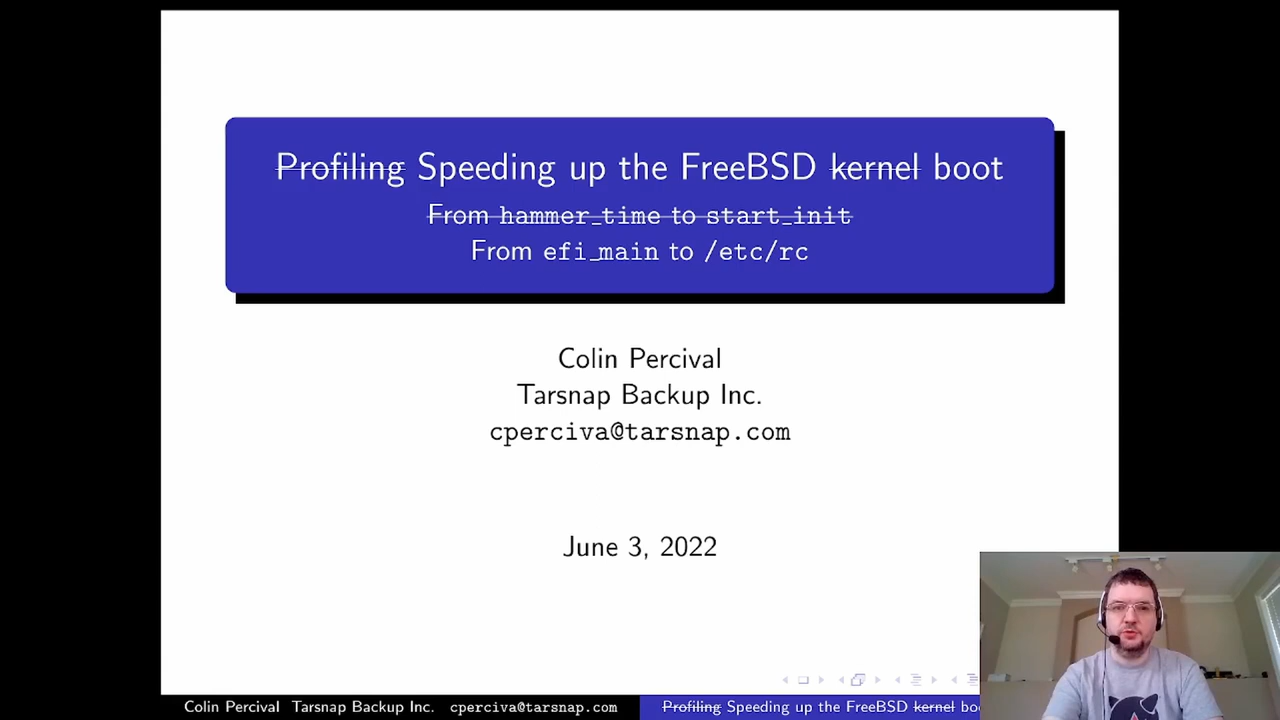 Profiling Speeding up the FreeBSD kernel boot
From hammer_time to start_init
From efi_main to /etc/rc
Colin Percival
Tarsnap Backup Inc.
cperciva@tarsnap.com
June 3, 2022
Colin Percival Tarsnap Backup Inc. cperciva@tarsnap.com
Profiling Speeding up the FreeBSD kernel